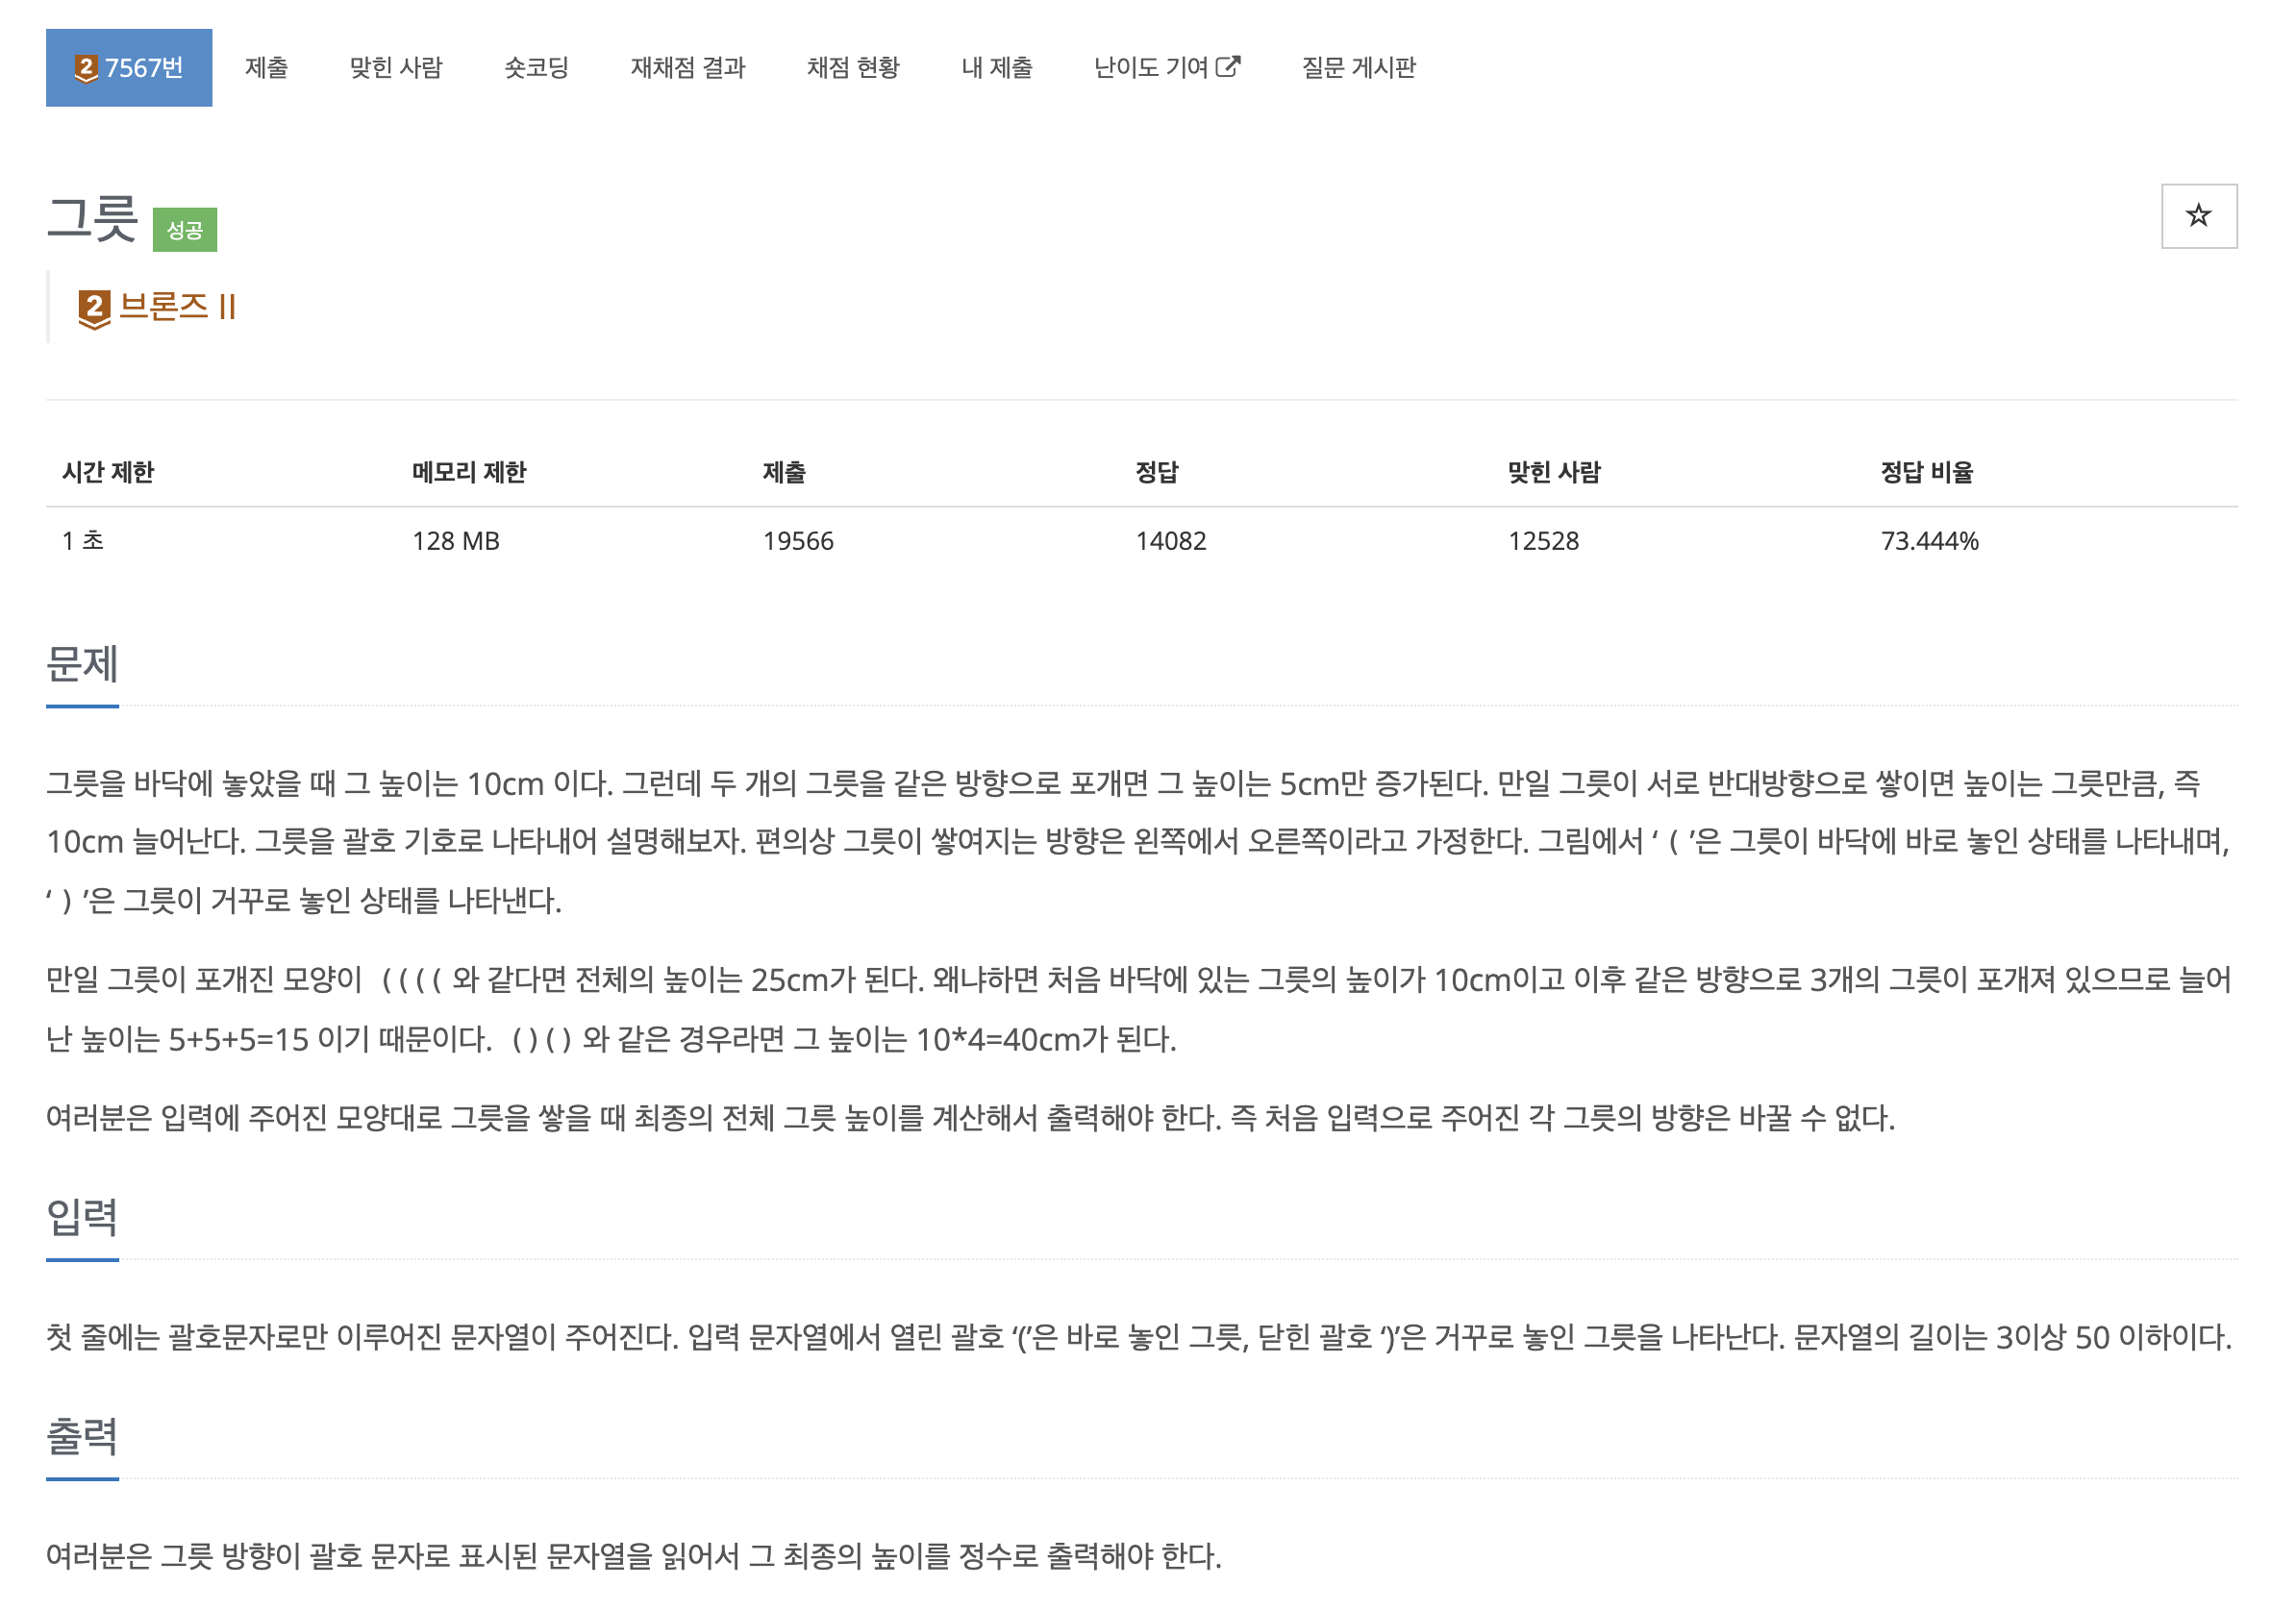 2 7567번 제출 맞힌 사람 숏코딩 재채점 결과 채점 현황 내 제출 난이도 기여 질문 게시판
그릇 성공
2 브론즈 II
시간 제한 메모리 제한 제출 정답 맞힌 사람 정답 비율
1 초 128 MB 19566 14082 12528 73.444%
문제
그릇을 바닥에 놓았을 때 그 높이는 10cm 이다. 그런데 두 개의 그릇을 같은 방향으로 포개면 그 높이는 5cm만 증가된다. 만일 그릇이 서로 반대방향으로 쌓이면 높이는 그릇만큼, 즉
10cm 늘어난다. 그릇을 괄호 기호로 나타내어 설명해보자. 편의상 그릇이 쌓여지는 방향은 왼쪽에서 오른쪽이라고 가정한다. 그림에서 ‘ ( ’은 그릇이 바닥에 바로 놓인 상태를 나타내며,
‘ ) ’은 그릇이 거꾸로 놓인 상태를 나타낸다.
만일 그릇이 포개진 모양이 (((( 와 같다면 전체의 높이는 25cm가 된다. 왜냐하면 처음 바닥에 있는 그릇의 높이가 10cm이고 이후 같은 방향으로 3개의 그릇이 포개져 있으므로 늘어
난 높이는 5+5+5=15 이기 때문이다. ()() 와 같은 경우라면 그 높이는 10*4=40cm가 된다.
여러분은 입력에 주어진 모양대로 그릇을 쌓을 때 최종의 전체 그릇 높이를 계산해서 출력해야 한다. 즉 처음 입력으로 주어진 각 그릇의 방향은 바꿀 수 없다.
입력
첫 줄에는 괄호문자로만 이루어진 문자열이 주어진다. 입력 문자열에서 열린 괄호 ‘(’은 바로 놓인 그릇, 닫힌 괄호 ‘)’은 거꾸로 놓인 그릇을 나타난다. 문자열의 길이는 3이상 50 이하이다.
출력
여러분은 그릇 방향이 괄호 문자로 표시된 문자열을 읽어서 그 최종의 높이를 정수로 출력해야 한다.